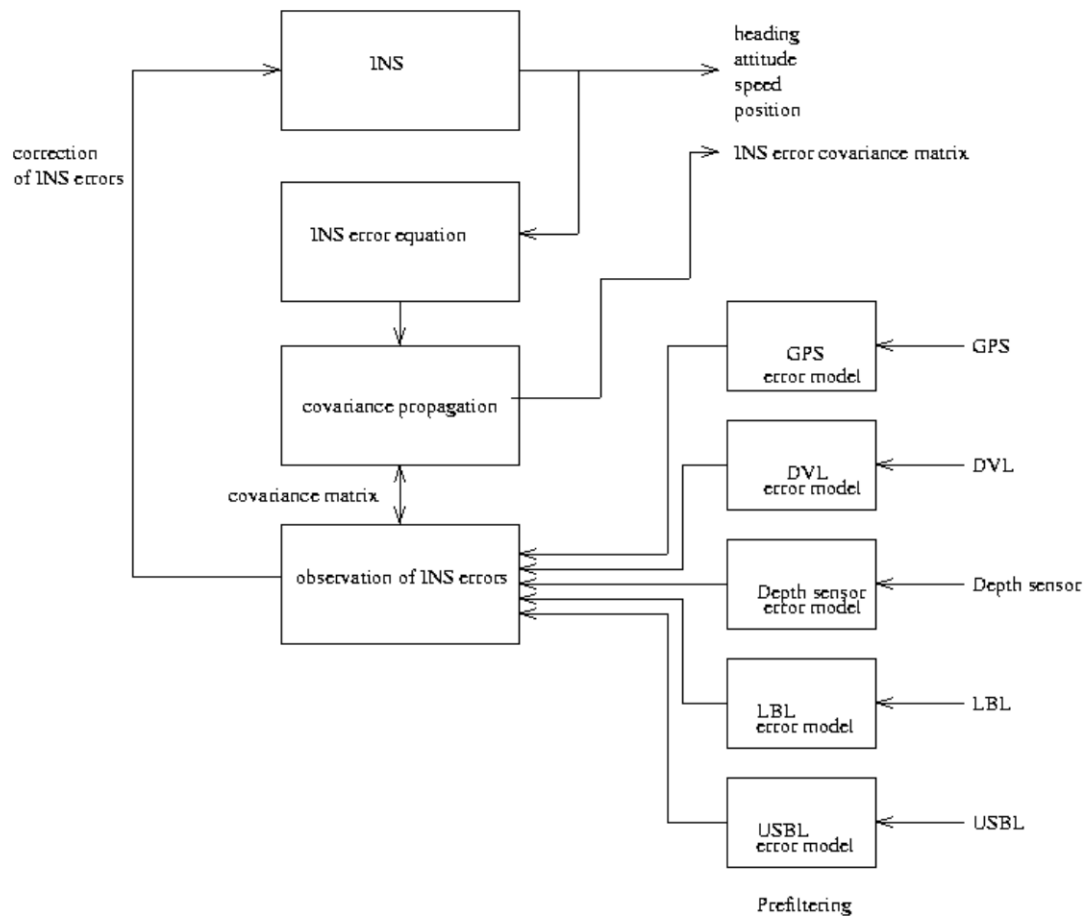 INS
heading
attitude
speed
position
correction
of INS errors
INS error covariance matrix
INS error equation
GPS
error model
GPS
covariance propagation
DVL
error model
DVL
covariance matrix
observation of INS errors
Depth sensor
error model
Depth sensor
LBL
error model
LBL
USBL
error model
USBL
Prefiltering